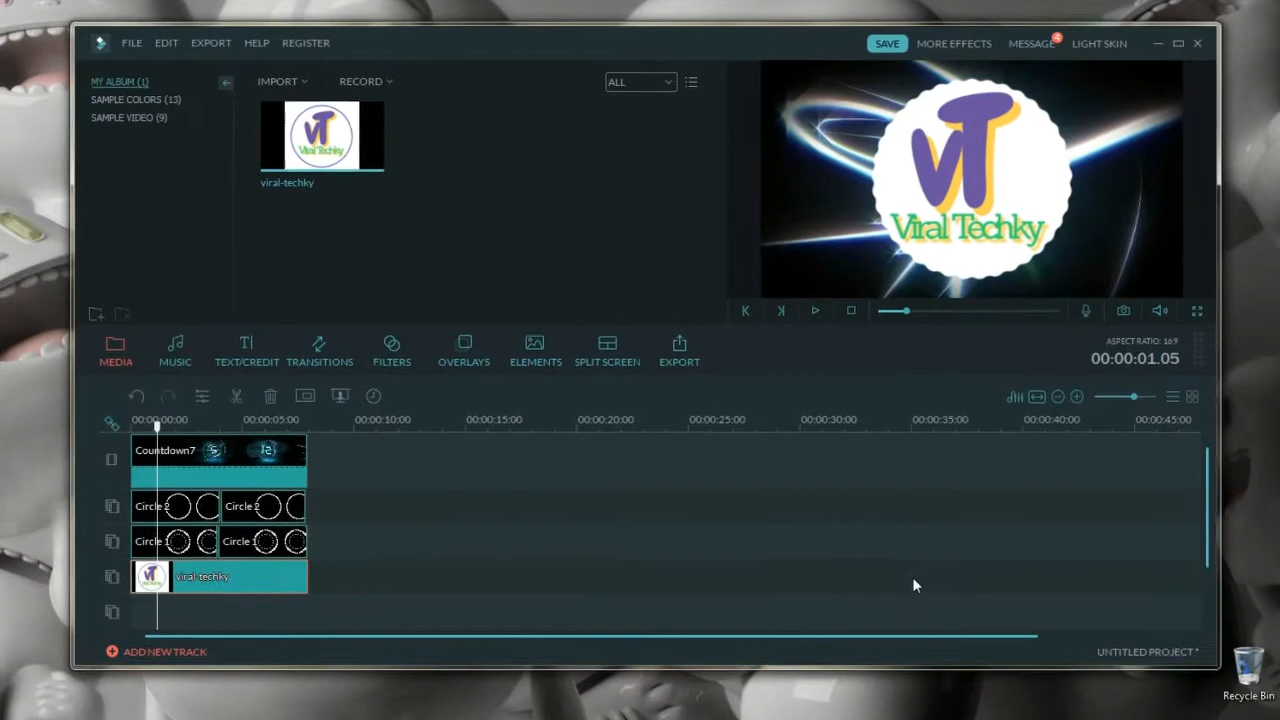 FILE EDIT EXPORT HELP REGISTER SAVE MORE EFFECTS MESSAGE 4 LIGHT SKIN
MY ALBUM (1) IMPORT RECORD ALL
SAMPLE COLORS (13)
SAMPLE VIDEO (9)
VT
Viral Techky
viral-techky
VT
Viral Techky
MEDIA MUSIC TEXT/CREDIT TRANSITIONS FILTERS OVERLAYS ELEMENTS SPLIT SCREEN EXPORT
ASPECT RATIO: 16:9
00:00:01.05
00:00:00:00 00:00:05:00 00:00:10:00 00:00:15:00 00:00:20:00 00:00:25:00 00:00:30:00 00:00:35:00 00:00:40:00 00:00:45:00
Countdown7
Circle 2 Circle 2
Circle 1 Circle 1
viral-techky
ADD NEW TRACK UNTITLED PROJECT *
Recycle Bin